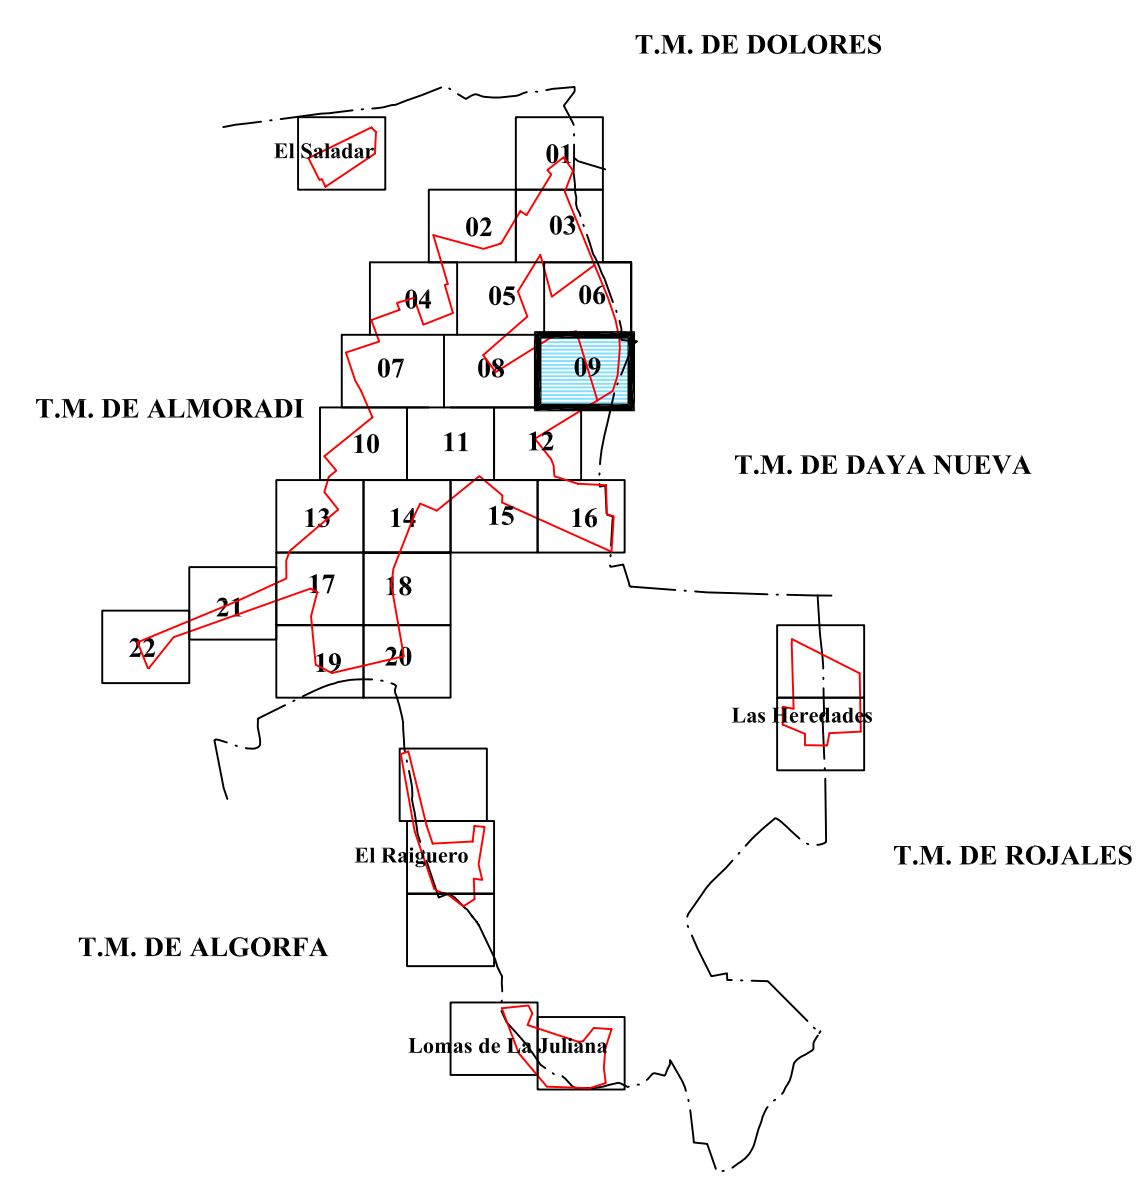 T.M. DE DOLORES
El Saladar
01
02
03
04
05
06
07
08
09
T.M. DE ALMORADI
10
11
12
T.M. DE DAYA NUEVA
13
14
15
16
17
18
21
22
19
20
Las Heredades
El Raiguero
T.M. DE ROJALES
T.M. DE ALGORFA
Lomas de La Juliana